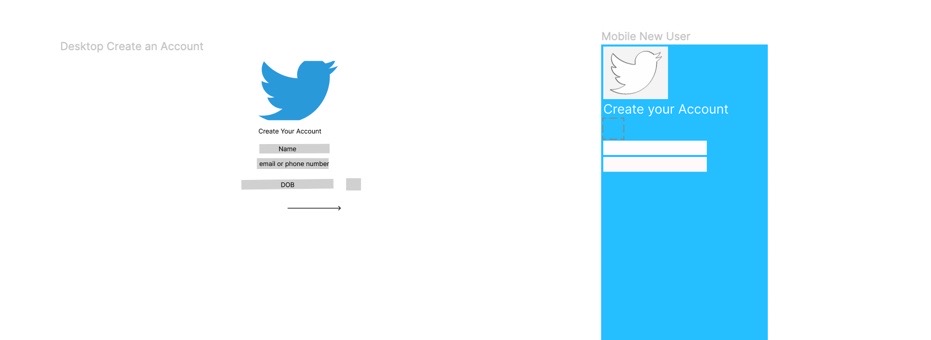 Desktop Create an Account
Create Your Account
Name
email or phone number
DOB
Mobile New User
Create your Account